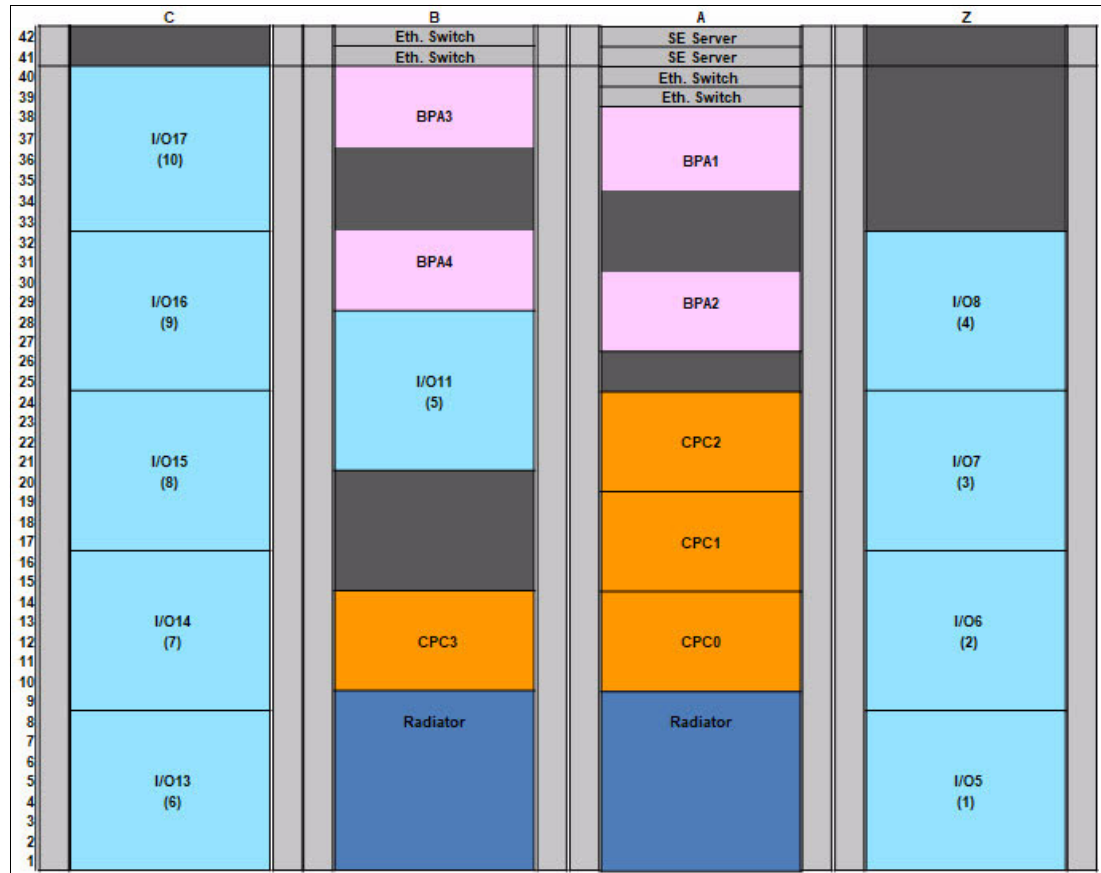 C B A Z
42 Eth. Switch SE Server
41 Eth. Switch SE Server
40 Eth. Switch
39 Eth. Switch
38 BPA3
37 I/O17
36 (10) BPA1
35
34
33
32
31 BPA4
30
29 I/O16 BPA2 I/O8
28 (9) (4)
27
26
25 I/O11
24 (5)
23
22 CPC2
21 I/O15 I/O7
20 (8) (3)
19
18
17 CPC1
16
15
14
13 I/O14 I/O6
12 (7) CPC3 CPC0 (2)
11
10
9
8 Radiator Radiator
7
6
5 I/O13 I/O5
4 (6) (1)
3
2
1